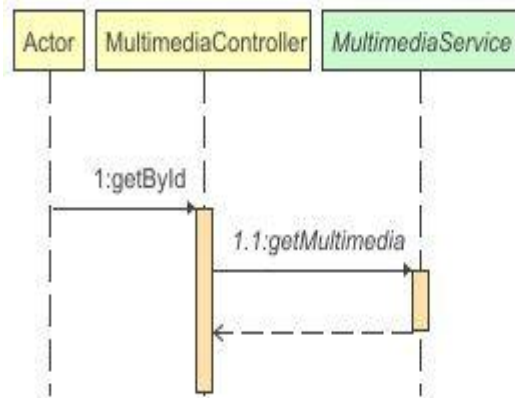 Actor
MultimediaController
MultimediaService
1:getById
1.1:getMultimedia